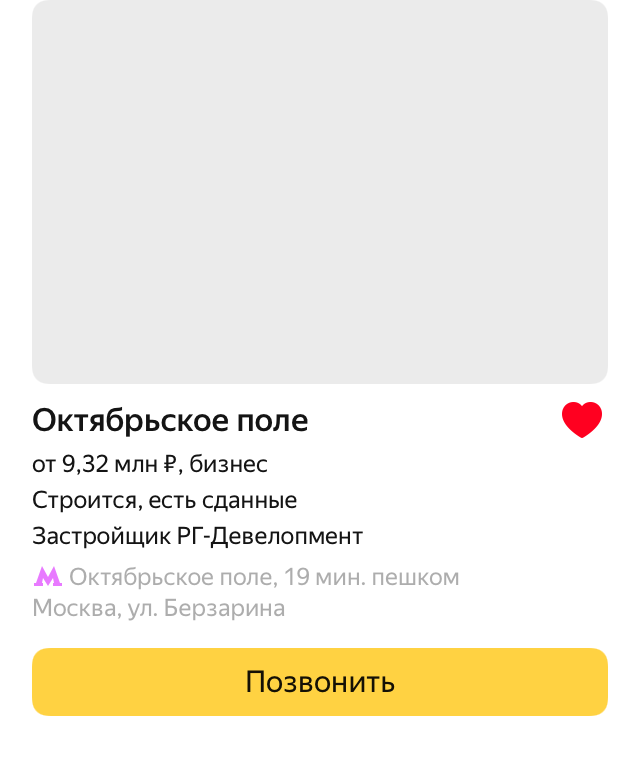 Октябрьское поле
от 9,32 млн ₽, бизнес
Строится, есть сданные
Застройщик РГ-Девелопмент
Октябрьское поле, 19 мин. пешком
Москва, ул. Берзарина
Позвонить